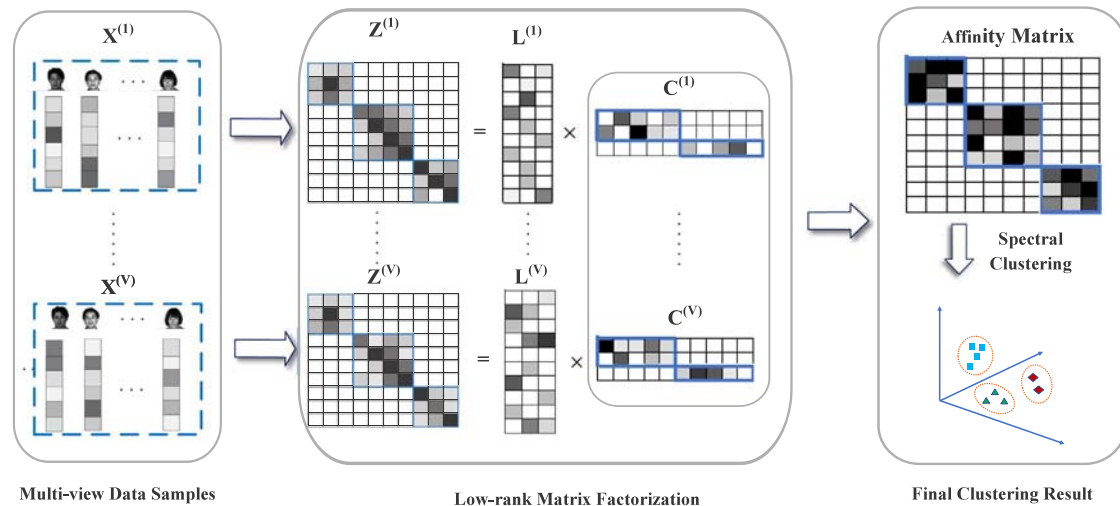 X(1)
. . .
. . .
X(V)
. . .
. . .
Multi-view Data Samples
Z(1)
=
L(1)
×
C(1)
Z(V)
=
L(V)
×
C(V)
Low-rank Matrix Factorization
Affinity Matrix
Spectral
Clustering
Final Clustering Result